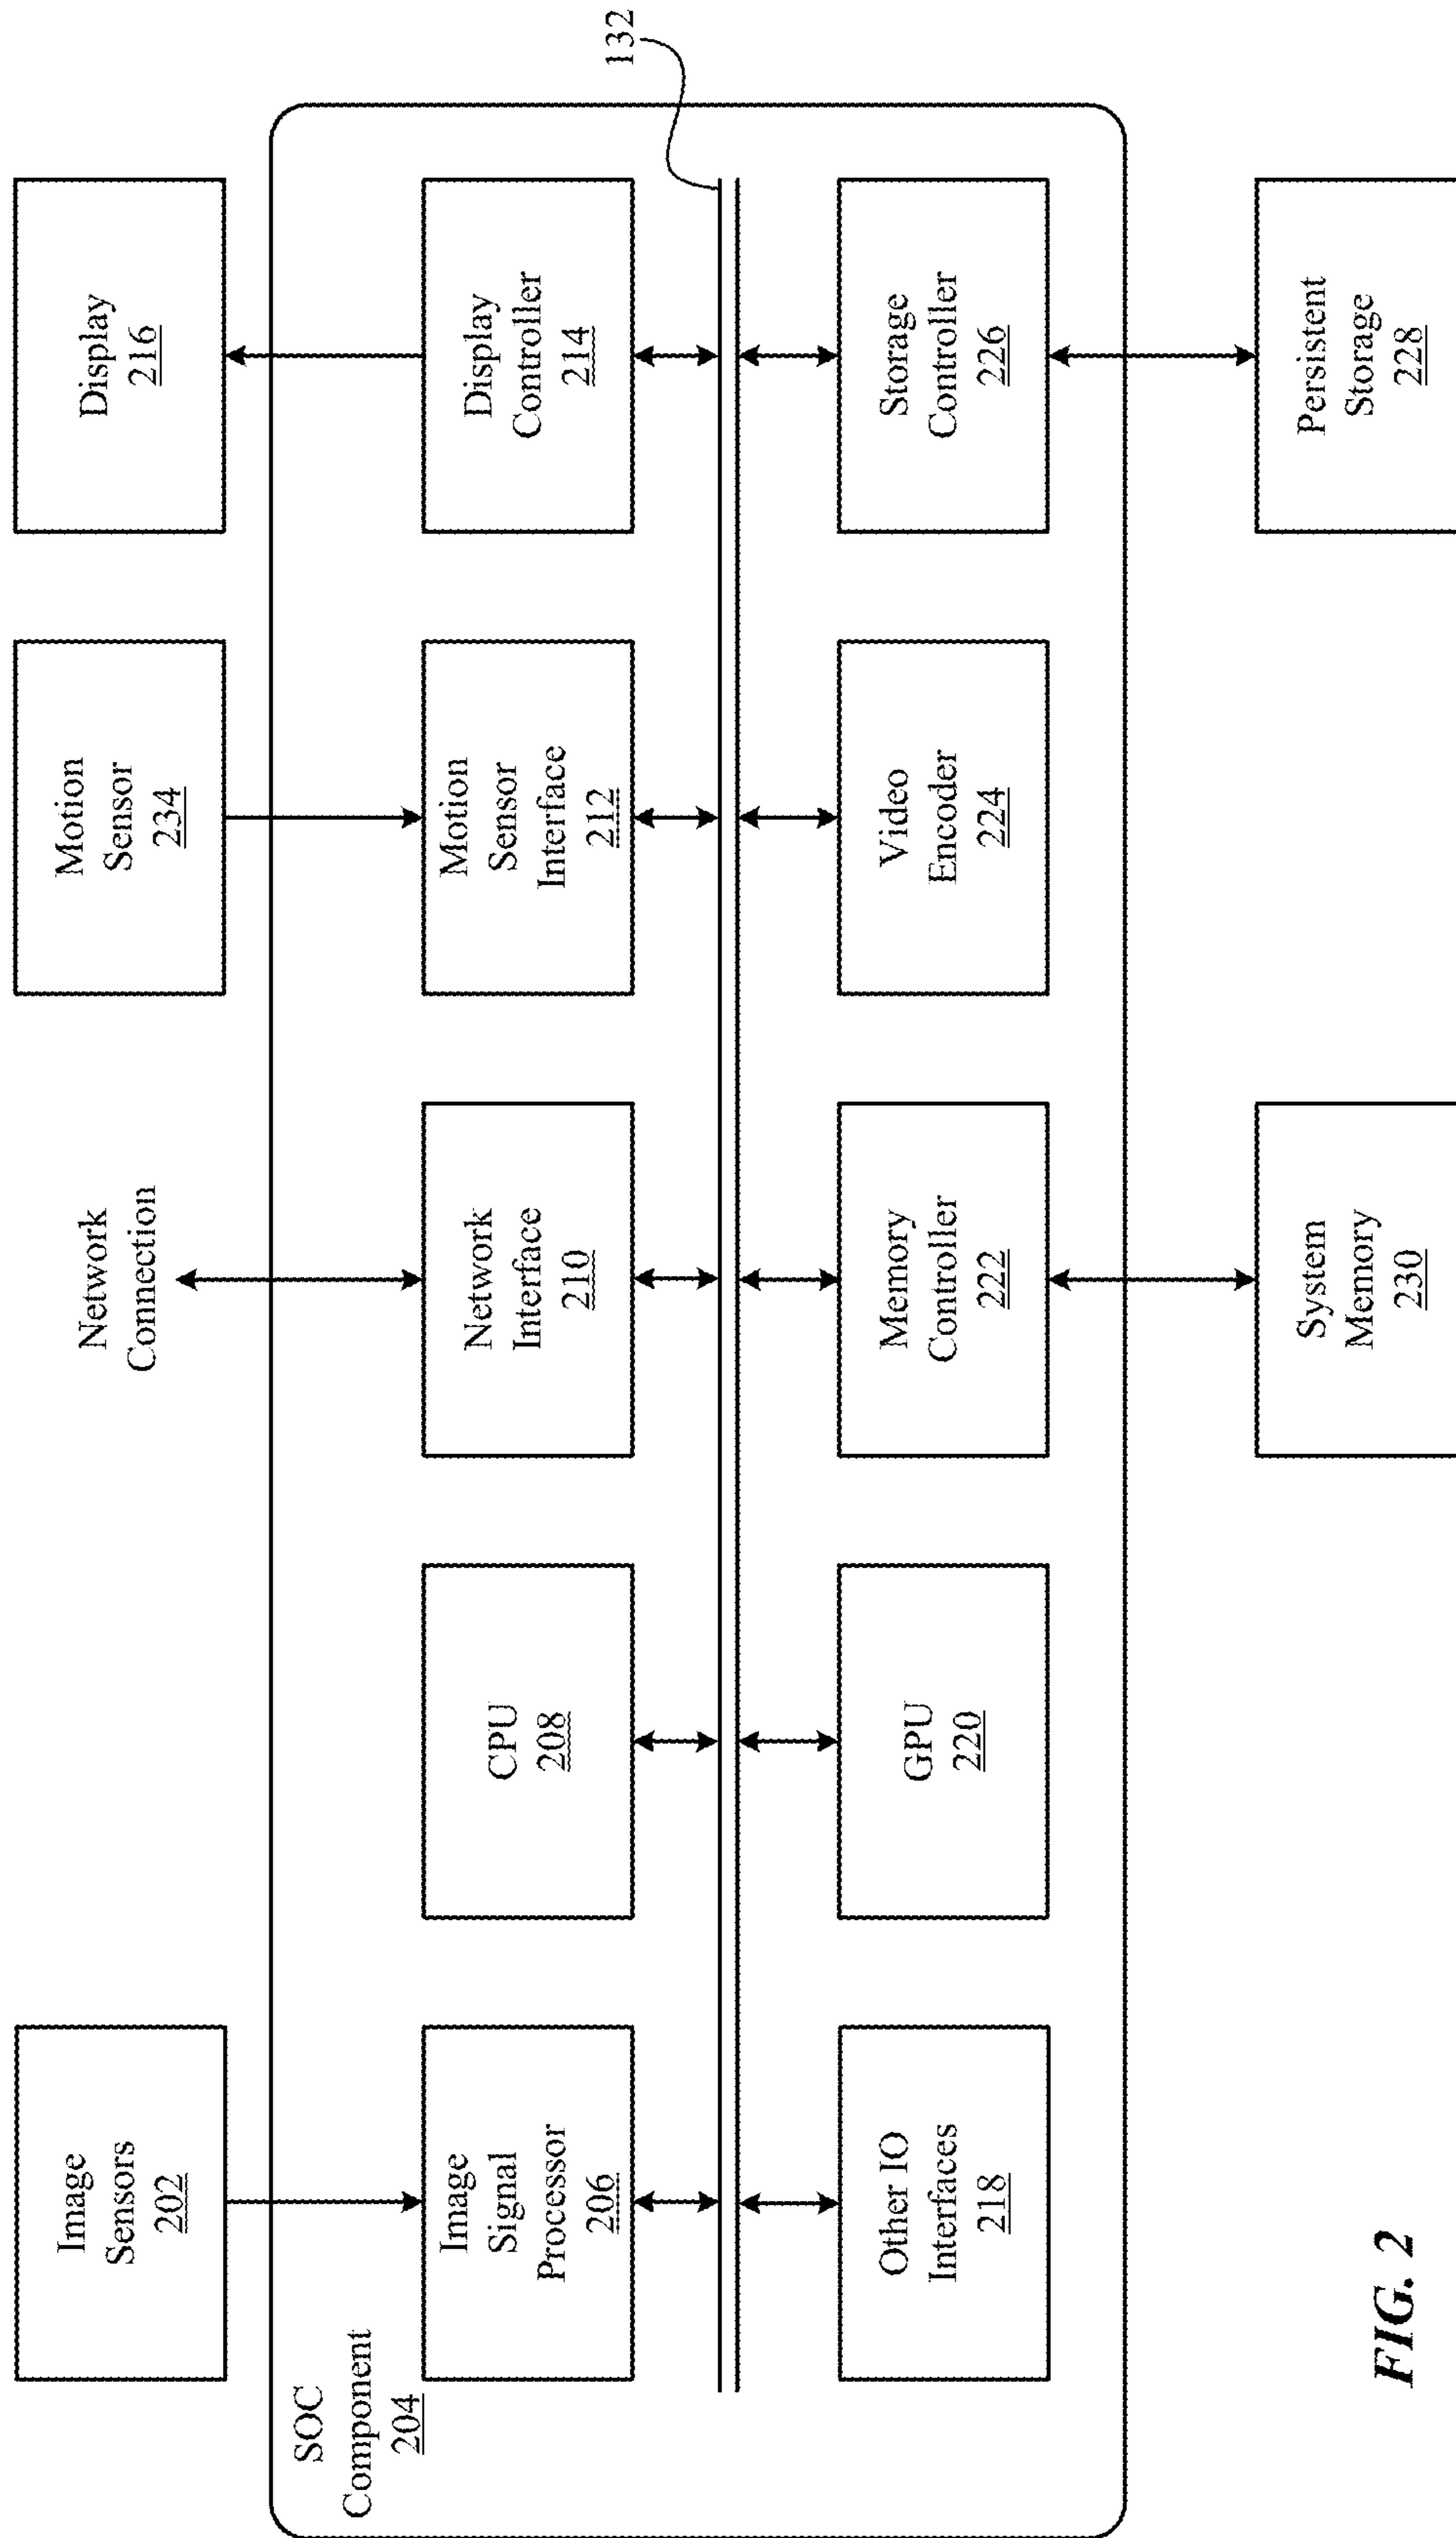 Image
Sensors
202
Network
Connection
Motion
Sensor
234
Display
216
SOC
Component
204
Image
Signal
Processor
206
CPU
208
Network
Interface
210
Motion
Sensor
Interface
212
Display
Controller
214
132
Other IO
Interfaces
218
GPU
220
Memory
Controller
222
Video
Encoder
224
Storage
Controller
226
System
Memory
230
Persistent
Storage
228
FIG. 2